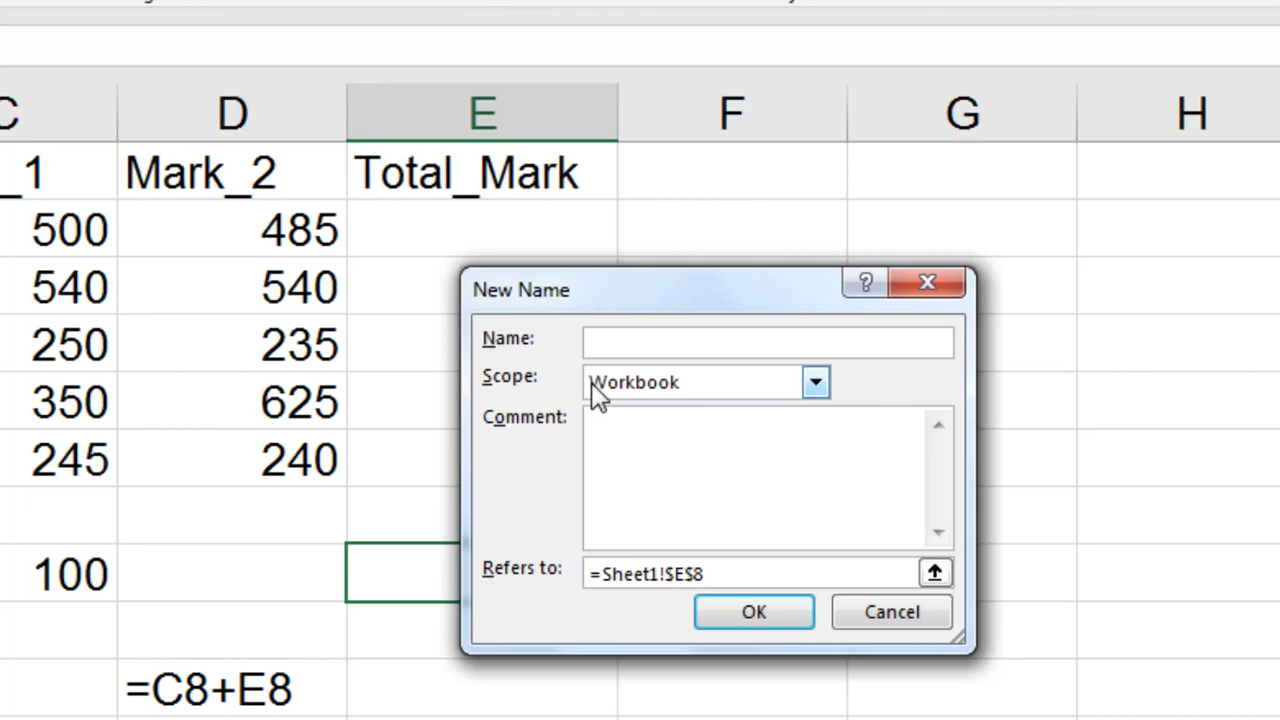 C D E F G H
_1 Mark_2 Total_Mark
500 485
540 540
250 235
350 625
245 240
100
=C8+E8
New Name
?
Name:
Scope: Workbook
Comment:
Refers to: =Sheet1!$E$8
OK Cancel